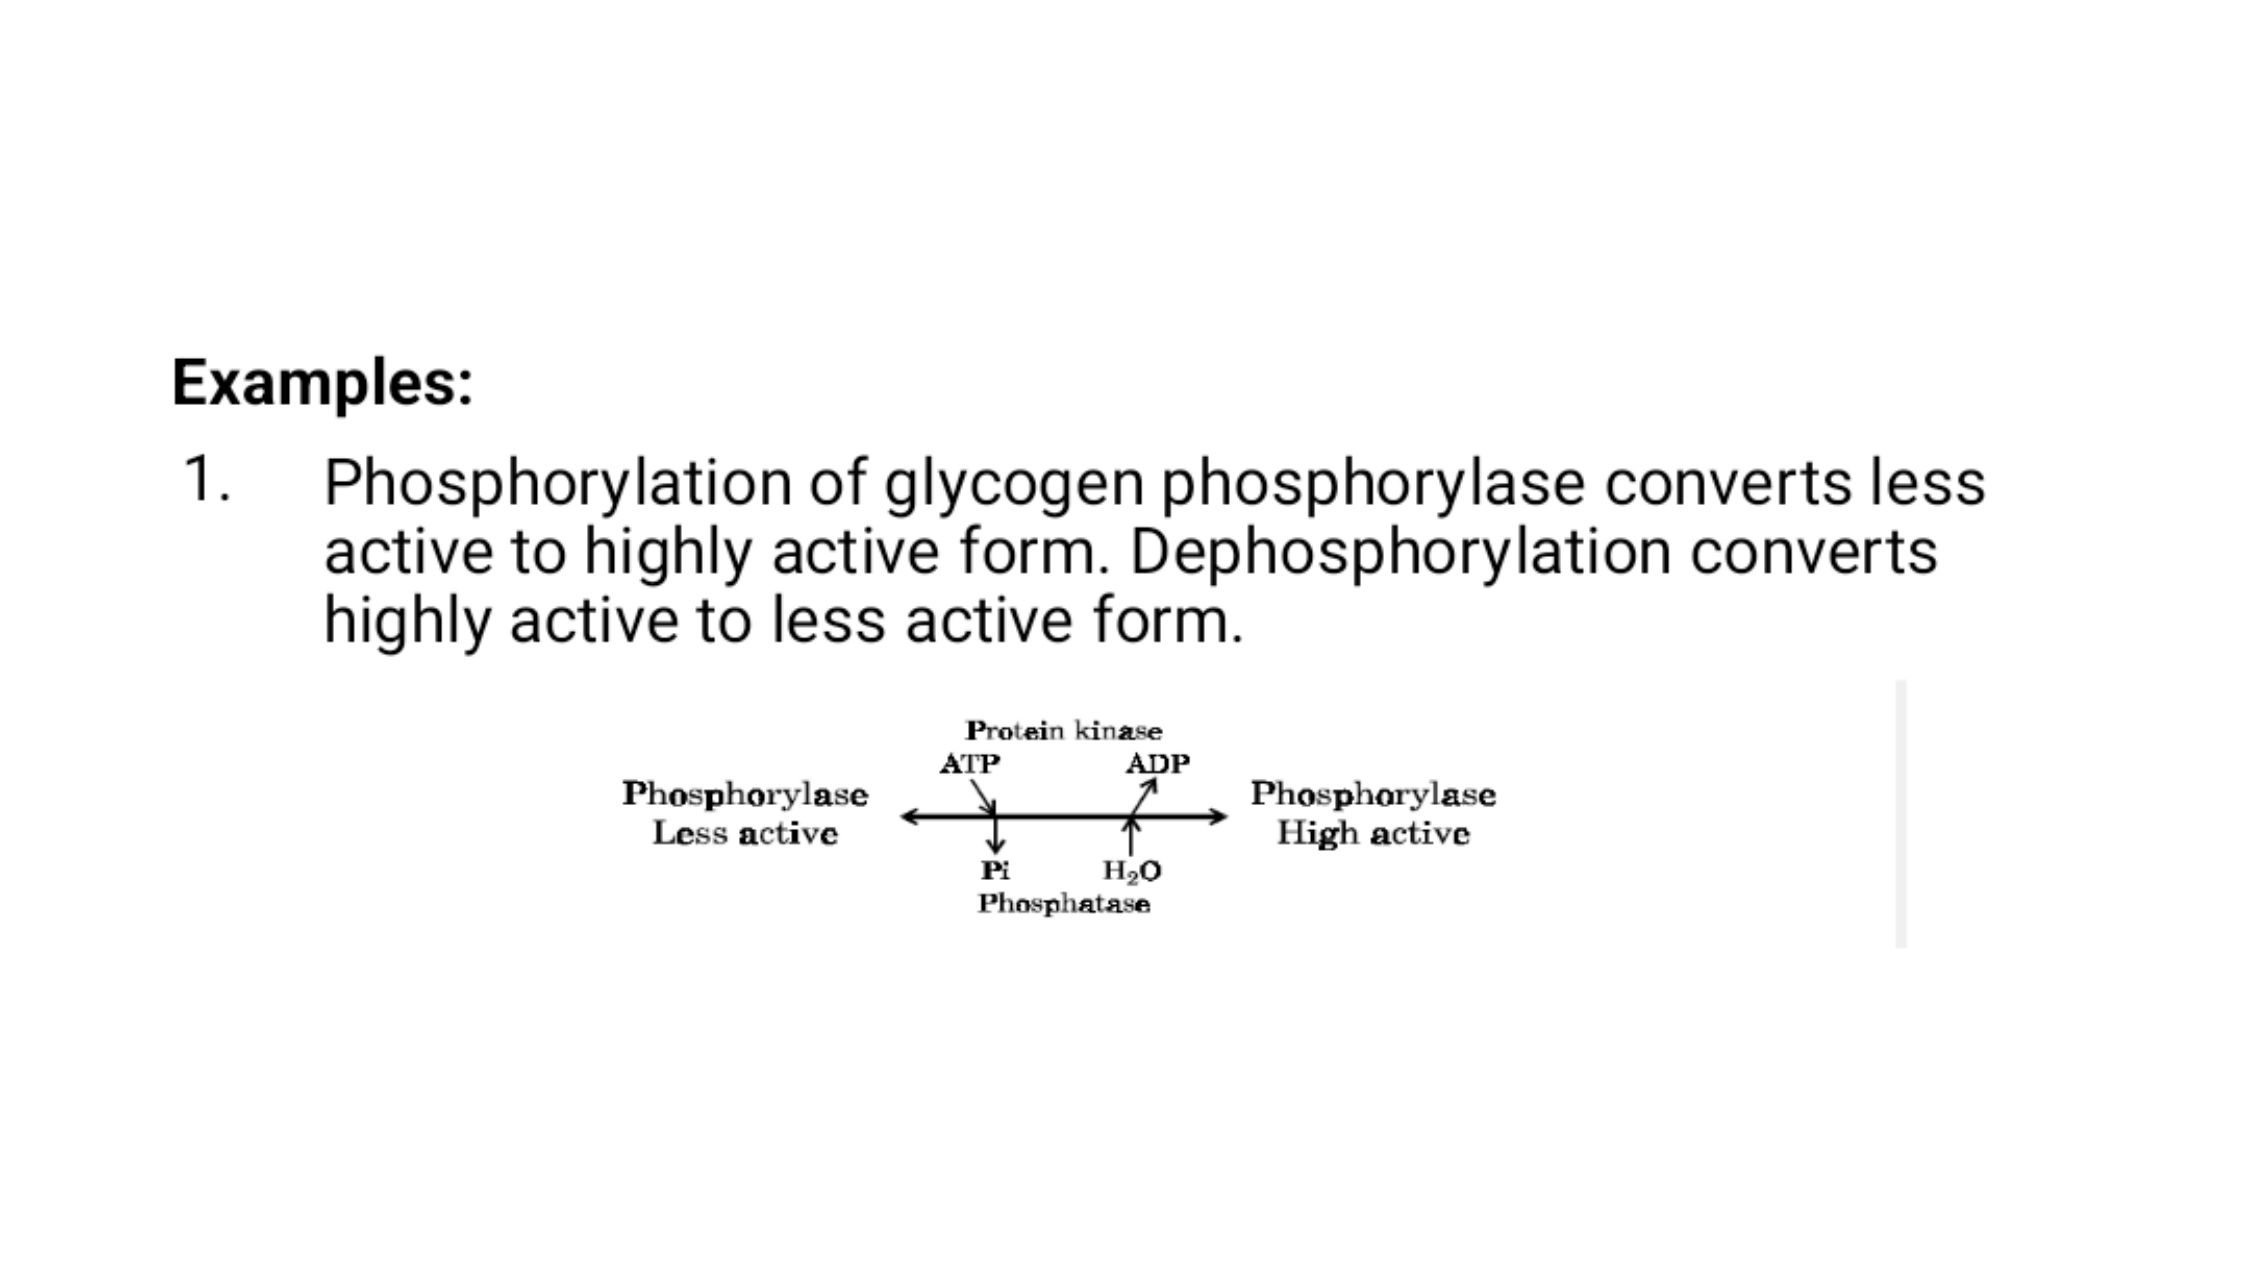 Examples:
1. Phosphorylation of glycogen phosphorylase converts less
active to highly active form. Dephosphorylation converts
highly active to less active form.
Protein kinase
ATP ADP
Phosphorylase Phosphorylase
Less active High active
Pi H₂O
Phosphatase